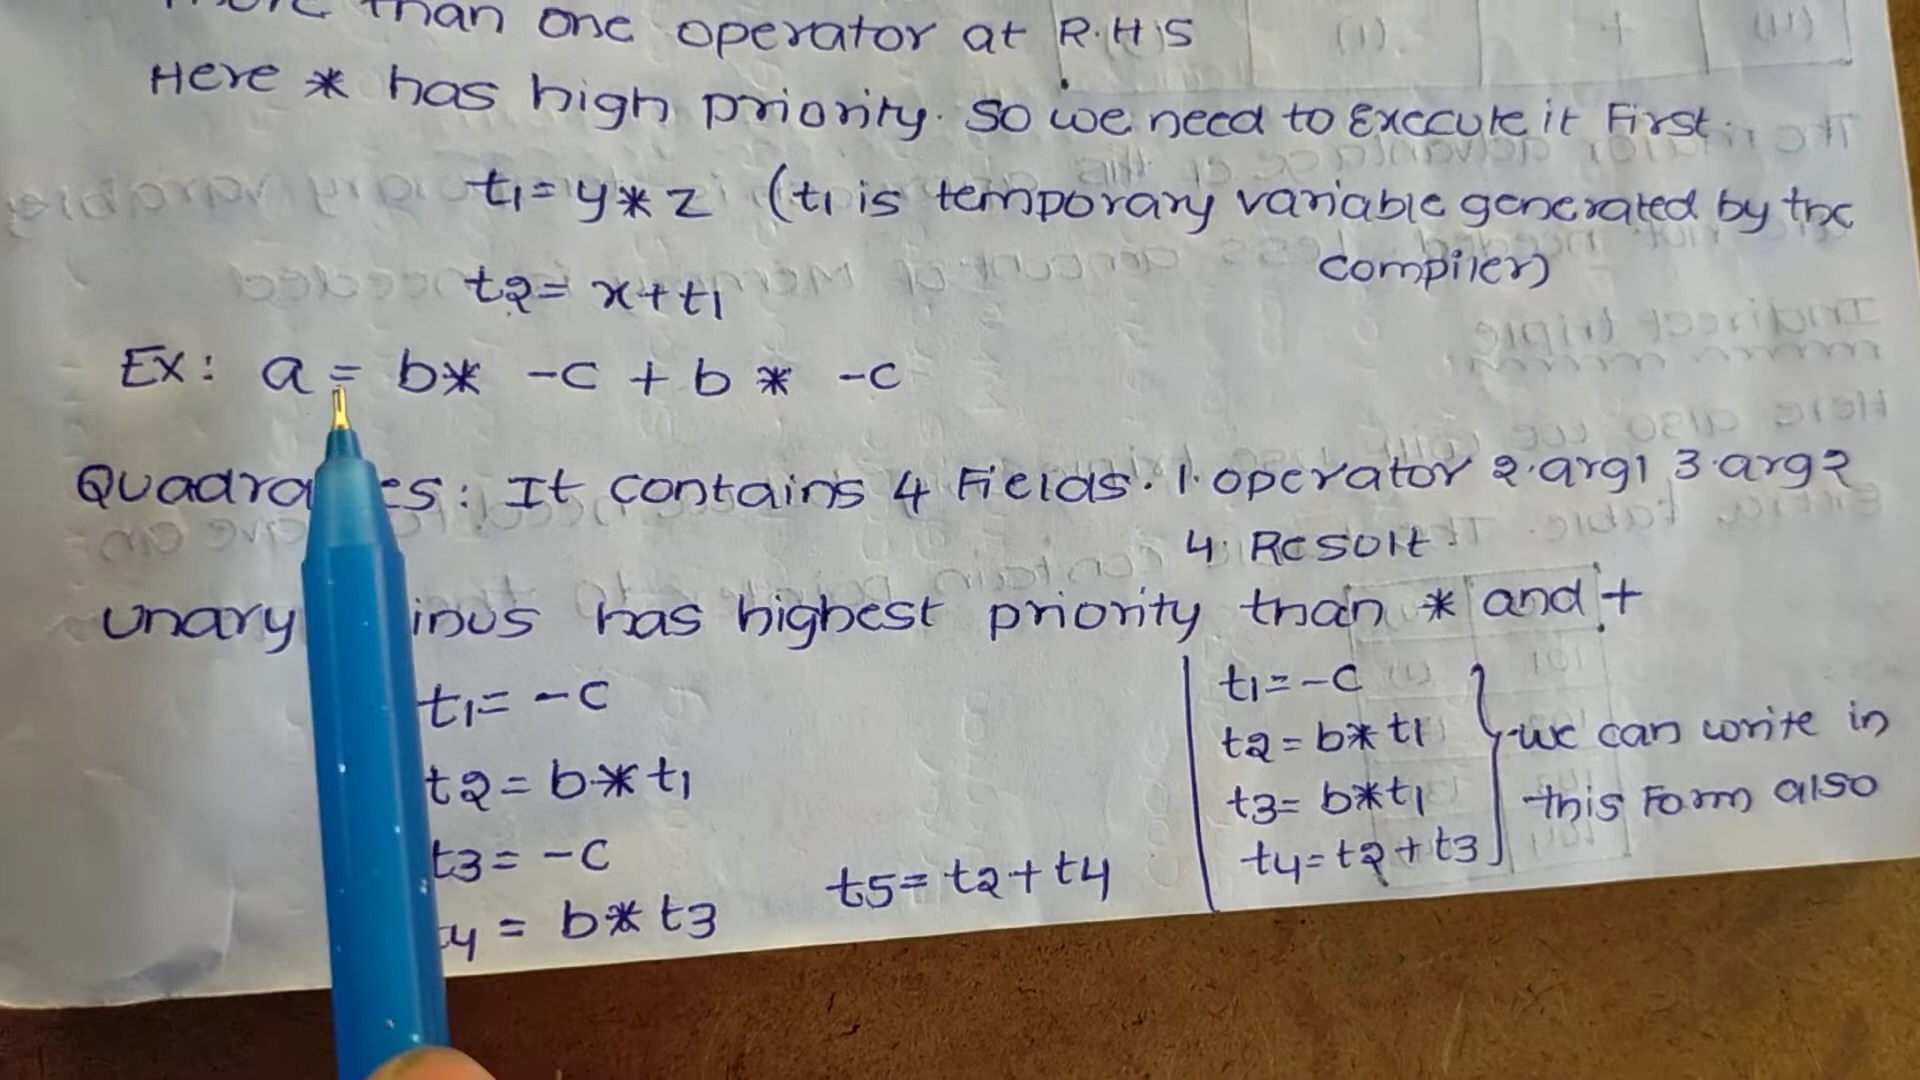 than one operator at R.H.S
Here * has high priority. So we need to Execute it First.
t1 = y * z (t1 is temporary variable generated by the
compiler)
t2 = x + t1
Ex: a = b * -c + b * -c
It contains 4 Fields. 1. operator 2. arg1 3. arg2
4. Result
unary has highest priority than * and +
t1 = -c
t2 = b * t1
t3 = -c
= b * t3
t5 = t2 + t4
t1 = -c
t2 = b * t1
t3 = b * t1
t4 = t2 + t3
we can write in
this Form also
(1) +